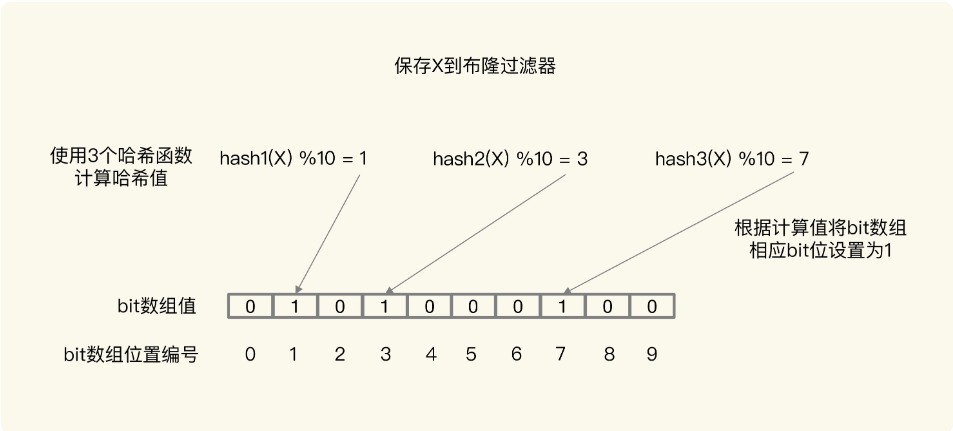 保存X到布隆过滤器
使用3个哈希函数
计算哈希值
hash1(X) %10 = 1
hash2(X) %10 = 3
hash3(X) %10 = 7
根据计算值将bit数组
相应bit位设置为1
bit数组值 0 1 0 1 0 0 0 1 0 0
bit数组位置编号 0 1 2 3 4 5 6 7 8 9